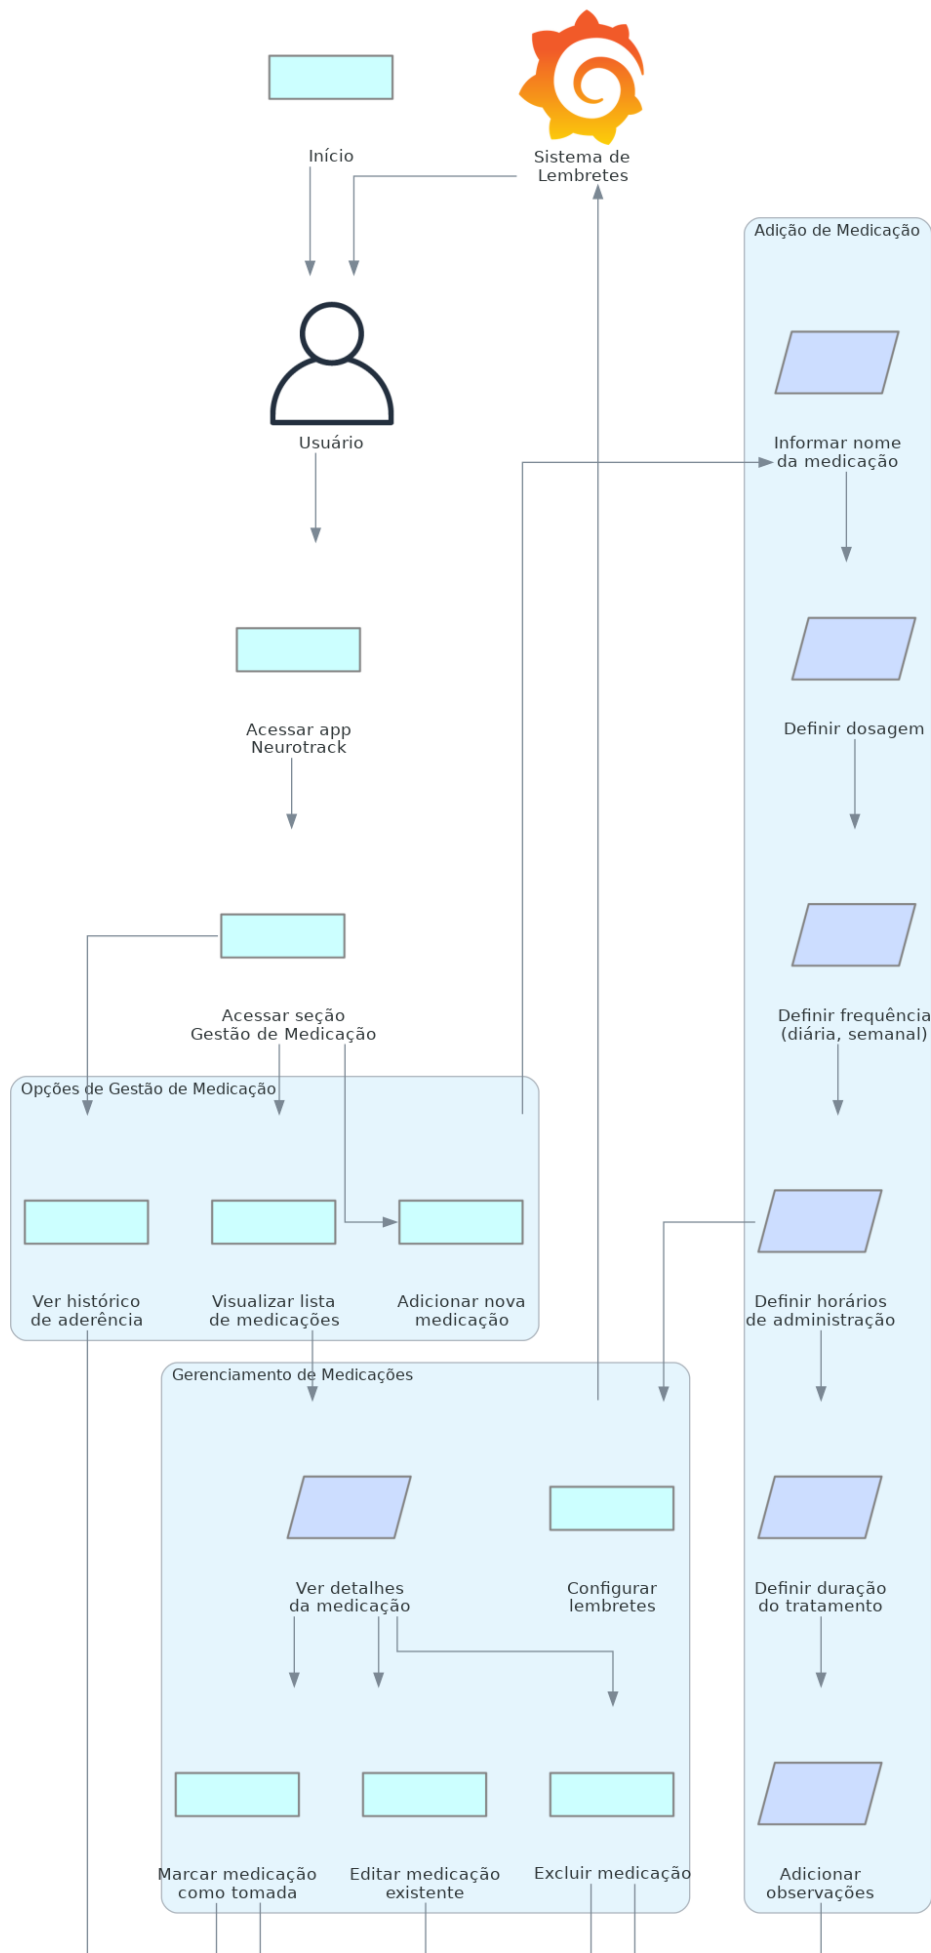 Início
Sistema de
Lembretes
Adição de Medicação
Usuário
Informar nome
da medicação
Acessar app
Neurotrack
Definir dosagem
Acessar seção
Gestão de Medicação
Definir frequência
(diária, semanal)
Opções de Gestão de Medicação
Ver histórico
de aderência
Visualizar lista
de medicações
Adicionar nova
medicação
Definir horários
de administração
Gerenciamento de Medicações
Ver detalhes
da medicação
Configurar
lembretes
Definir duração
do tratamento
Marcar medicação
como tomada
Editar medicação
existente
Excluir medicação
Adicionar
observações